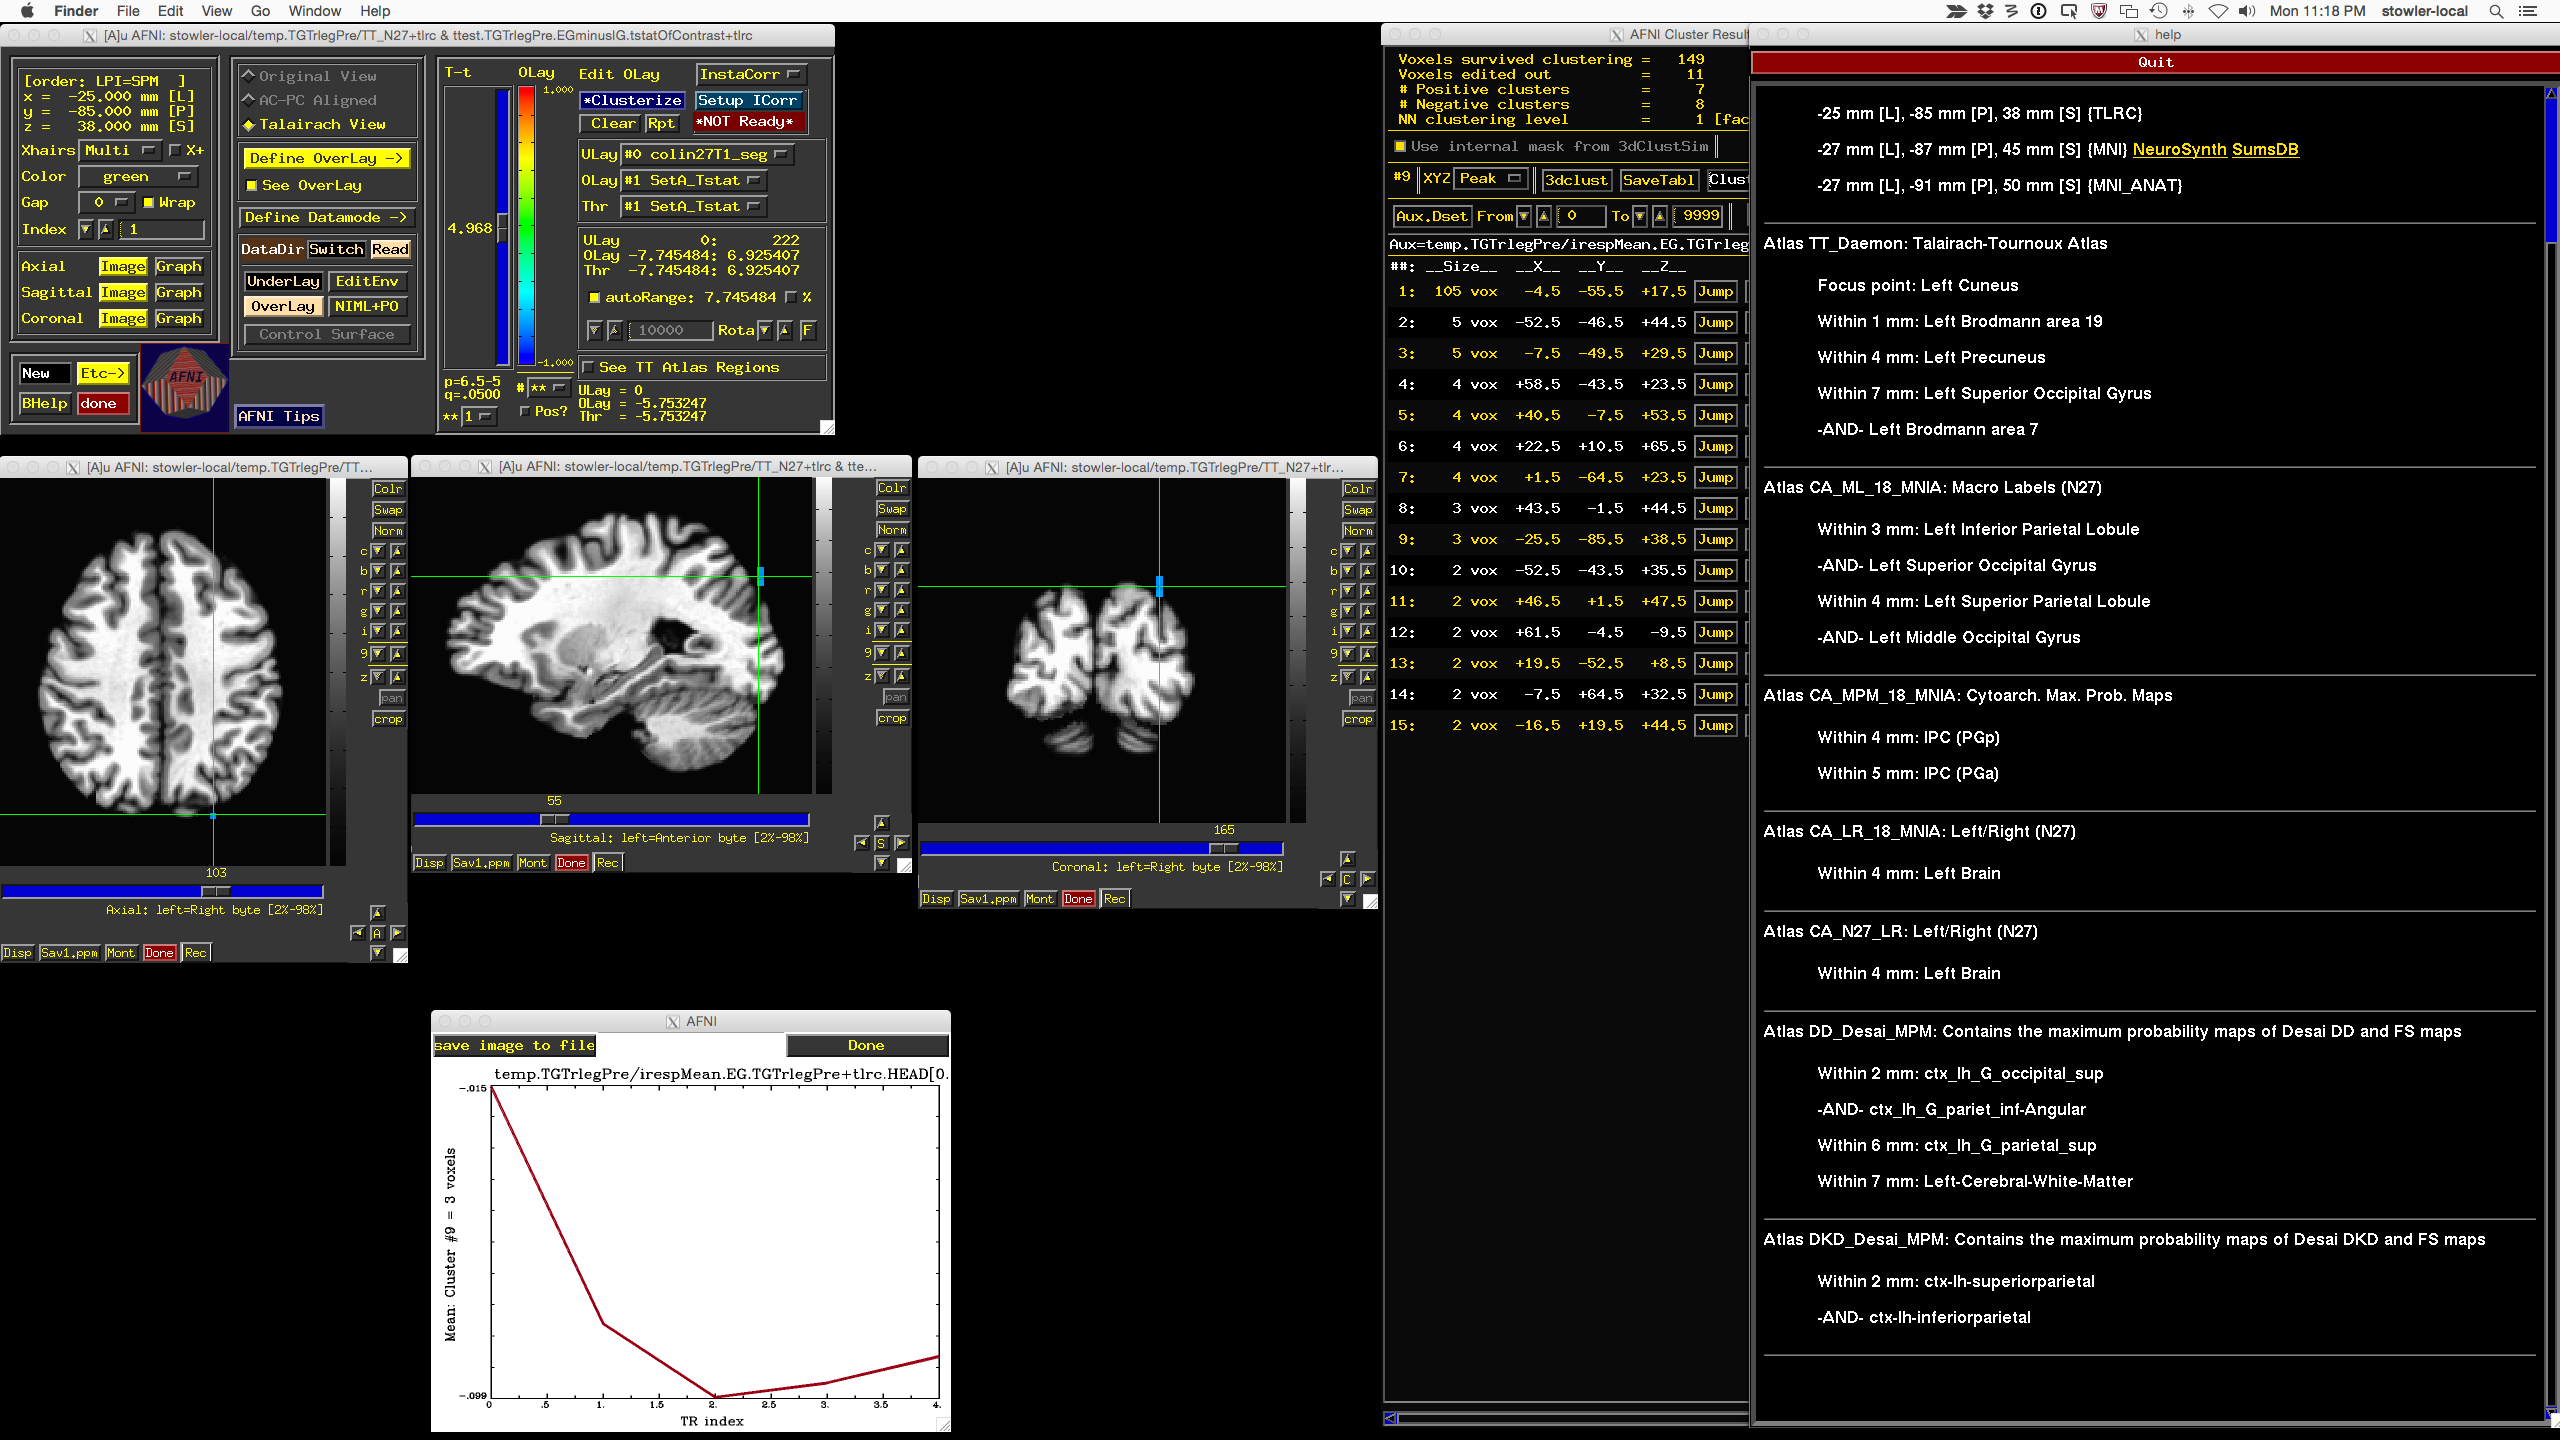 Finder File Edit View Go Window Help
Mon 11:18 PM stowler-local
[A]u AFNI: stowler-local/temp.TGTrlegPre/TT_N27+tlrc & ttest.TGTrlegPre.EGminusIG.tstatOfContrast+tlrc
[order: LPI=SPM ]
x = -25.000 mm [L]
y = -85.000 mm [P]
z = 38.000 mm [S]
Xhairs Multi X+
Color green
Gap 0 Wrap
Index 1
Axial Image Graph
Sagittal Image Graph
Coronal Image Graph
New Etc->
BHelp done
AFNI
Original View
AC-PC Aligned
Talairach View
Define OverLay ->
See OverLay
Define Datamode ->
DataDir Switch Read
UnderLay EditEnv
OverLay NIML+PO
Control Surface
AFNI Tips
T-t OLay
4.968
1.000
-1.000
p=6.5-5
q=.0500
** 1
# **
Pos?
Edit OLay InstaCorr
*Clusterize Setup ICorr
Clear Rpt *NOT Ready*
ULay #0 colin27T1_seg
OLay #1 SetA_Tstat
Thr #1 SetA_Tstat
ULay 0: 222
OLay -7.745484: 6.925407
Thr -7.745484: 6.925407
autoRange: 7.745484 %
10000 Rota F
See TT Atlas Regions
ULay = 0
OLay = -5.753247
Thr = -5.753247
[A]u AFNI: stowler-local/temp.TGTrlegPre/TT...
Colr
Swap
Norm
c
b
r
g
i
9
z
pan
crop
103
Axial: left=Right byte [2%-98%]
A
Disp Sav1.ppm Mont Done Rec
[A]u AFNI: stowler-local/temp.TGTrlegPre/TT_N27+tlrc & tte...
Colr
Swap
Norm
c
b
r
g
i
9
z
pan
crop
55
Sagittal: left=Anterior byte [2%-98%]
S
Disp Sav1.ppm Mont Done Rec
[A]u AFNI: stowler-local/temp.TGTrlegPre/TT_N27+tlr...
Colr
Swap
Norm
c
b
r
g
i
9
z
pan
crop
165
Coronal: left=Right byte [2%-98%]
C
Disp Sav1.ppm Mont Done Rec
AFNI
save image to file Done
temp.TGTrlegPre/irespMean.EG.TGTrlegPre+tlrc.HEAD[0.
-.015
Mean: Cluster #9 = 3 voxels
-.099
0 .5 1. 1.5 2. 2.5 3. 3.5 4.
TR index
AFNI Cluster Resul
Voxels survived clustering = 149
Voxels edited out = 11
# Positive clusters = 7
# Negative clusters = 8
NN clustering level = 1 [fac
Use internal mask from 3dClustSim
#9 XYZ Peak 3dclust SaveTabl Clust
Aux.Dset From 0 To 9999
Aux=temp.TGTrlegPre/irespMean.EG.TGTrleg
##: __Size__ __X__ __Y__ __Z__
1: 105 vox -4.5 -55.5 +17.5 Jump
2: 5 vox -52.5 -46.5 +44.5 Jump
3: 5 vox -7.5 -49.5 +29.5 Jump
4: 4 vox +58.5 -43.5 +23.5 Jump
5: 4 vox +40.5 -7.5 +53.5 Jump
6: 4 vox +22.5 +10.5 +65.5 Jump
7: 4 vox +1.5 -64.5 +23.5 Jump
8: 3 vox +43.5 -1.5 +44.5 Jump
9: 3 vox -25.5 -85.5 +38.5 Jump
10: 2 vox -52.5 -43.5 +35.5 Jump
11: 2 vox +46.5 +1.5 +47.5 Jump
12: 2 vox +61.5 -4.5 -9.5 Jump
13: 2 vox +19.5 -52.5 +8.5 Jump
14: 2 vox -7.5 +64.5 +32.5 Jump
15: 2 vox -16.5 +19.5 +44.5 Jump
help
Quit
-25 mm [L], -85 mm [P], 38 mm [S] {TLRC}
-27 mm [L], -87 mm [P], 45 mm [S] {MNI} NeuroSynth SumsDB
-27 mm [L], -91 mm [P], 50 mm [S] {MNI_ANAT}
Atlas TT_Daemon: Talairach-Tournoux Atlas
Focus point: Left Cuneus
Within 1 mm: Left Brodmann area 19
Within 4 mm: Left Precuneus
Within 7 mm: Left Superior Occipital Gyrus
-AND- Left Brodmann area 7
Atlas CA_ML_18_MNIA: Macro Labels (N27)
Within 3 mm: Left Inferior Parietal Lobule
-AND- Left Superior Occipital Gyrus
Within 4 mm: Left Superior Parietal Lobule
-AND- Left Middle Occipital Gyrus
Atlas CA_MPM_18_MNIA: Cytoarch. Max. Prob. Maps
Within 4 mm: IPC (PGp)
Within 5 mm: IPC (PGa)
Atlas CA_LR_18_MNIA: Left/Right (N27)
Within 4 mm: Left Brain
Atlas CA_N27_LR: Left/Right (N27)
Within 4 mm: Left Brain
Atlas DD_Desai_MPM: Contains the maximum probability maps of Desai DD and FS maps
Within 2 mm: ctx_lh_G_occipital_sup
-AND- ctx_lh_G_pariet_inf-Angular
Within 6 mm: ctx_lh_G_parietal_sup
Within 7 mm: Left-Cerebral-White-Matter
Atlas DKD_Desai_MPM: Contains the maximum probability maps of Desai DKD and FS maps
Within 2 mm: ctx-lh-superiorparietal
-AND- ctx-lh-inferiorparietal